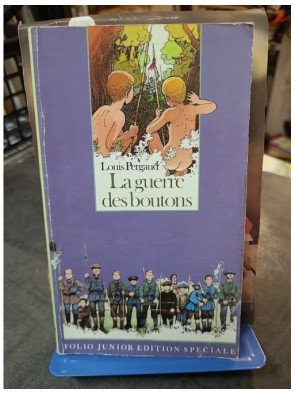 Louis Pergaud
La guerre
des boutons
FOLIO JUNIOR EDITION SPECIALE